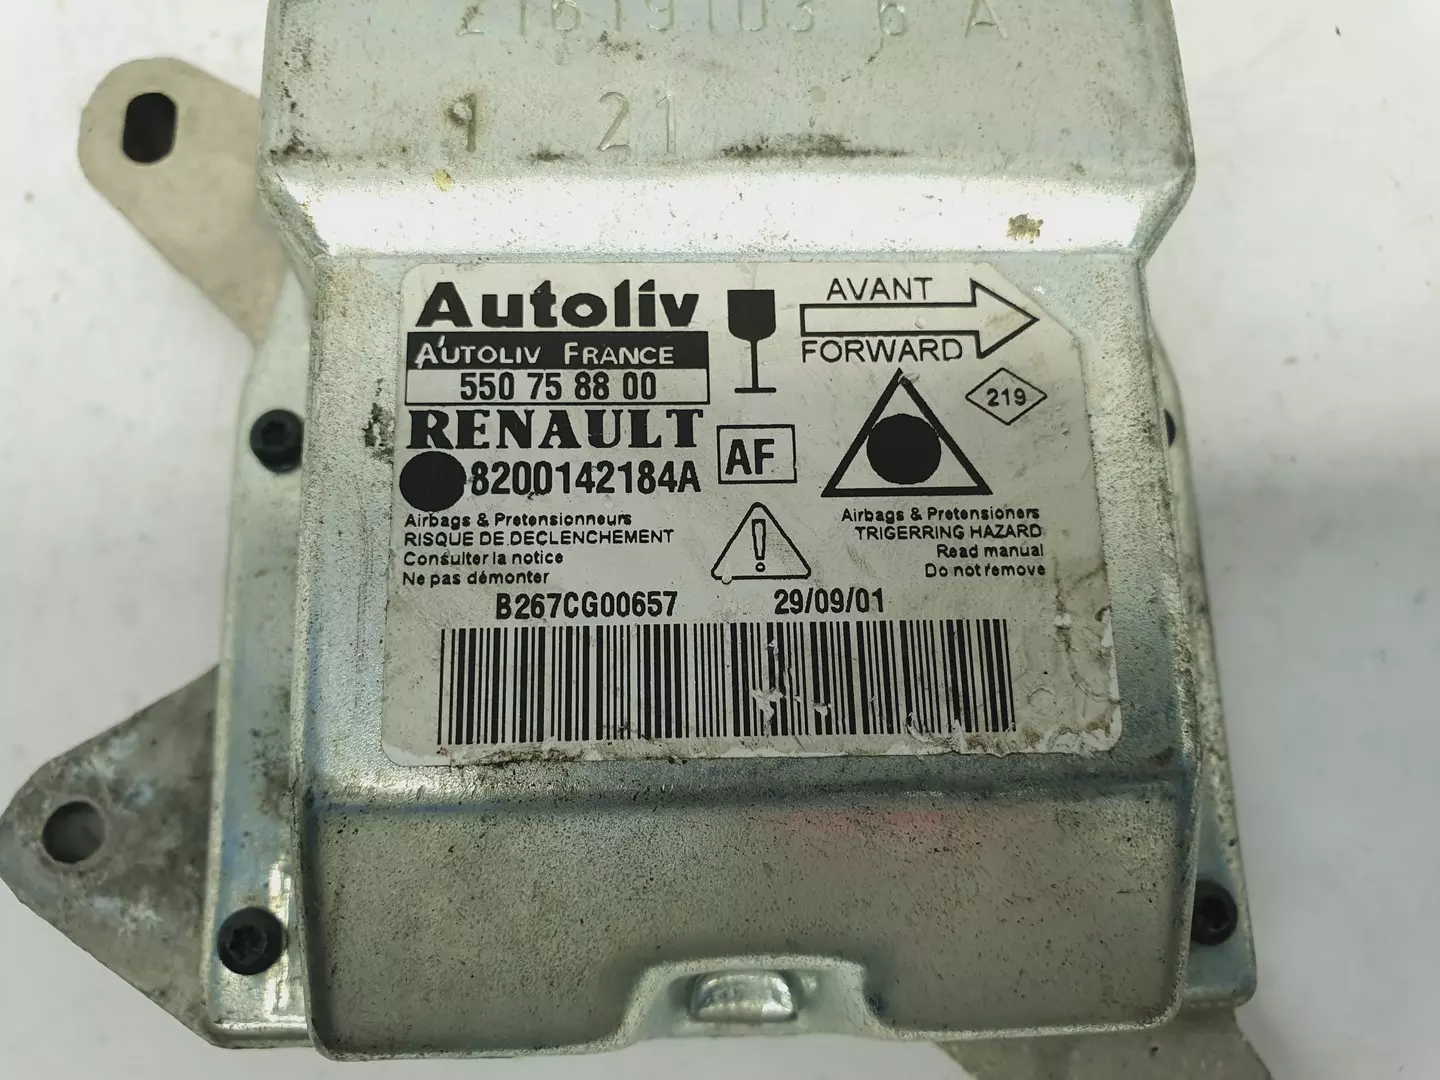 216191036 A
1 21
Autoliv
AUTOLIV FRANCE
550 75 88 00
RENAULT
8200142184A
AF
AVANT
FORWARD
219
Airbags & Pretensionneurs
RISQUE DE DECLENCHEMENT
Consulter la notice
Ne pas démonter
Airbags & Pretensioners
TRIGERRING HAZARD
Read manual
Do not remove
B267CG00657
29/09/01